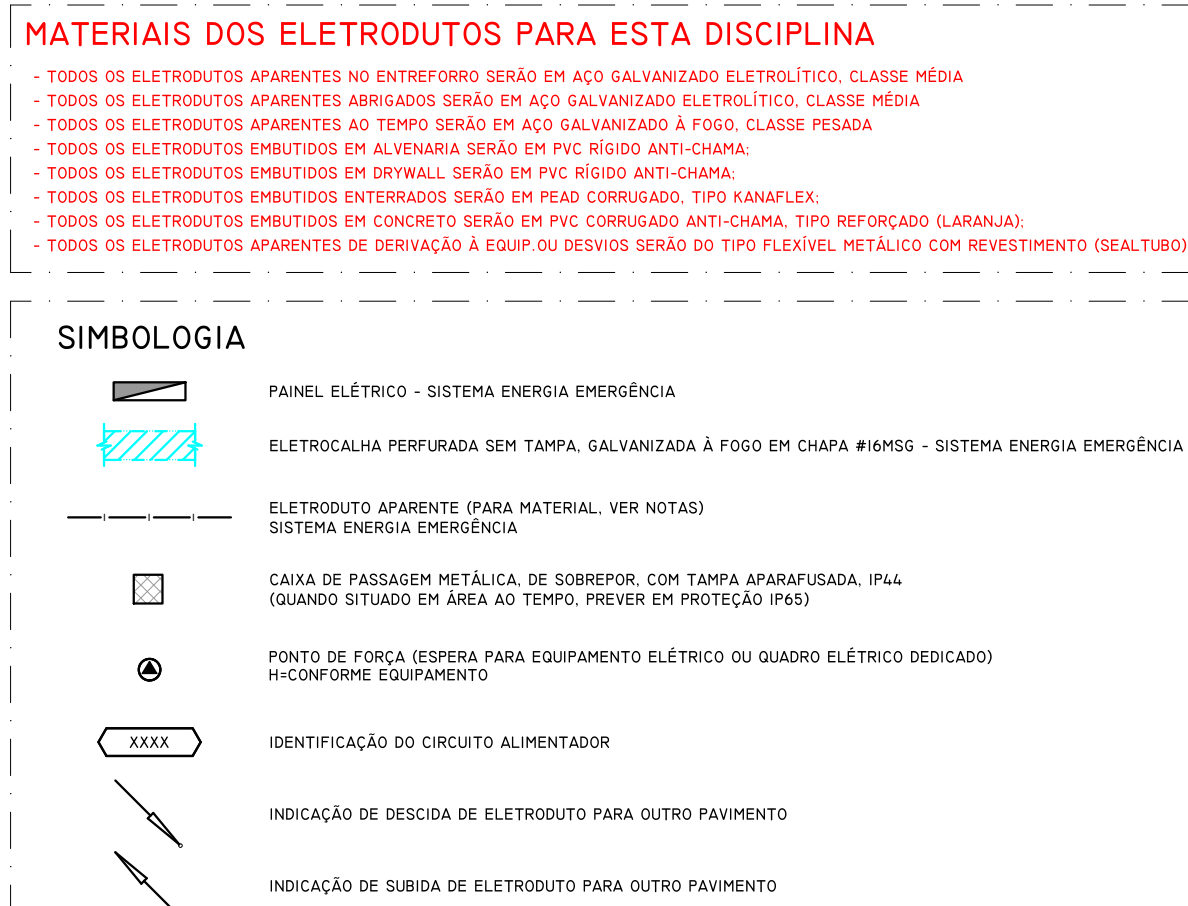 MATERIAIS DOS ELETRODUTOS PARA ESTA DISCIPLINA
- TODOS OS ELETRODUTOS APARENTES NO ENTREFORRO SERÃO EM AÇO GALVANIZADO ELETROLÍTICO, CLASSE MÉDIA
- TODOS OS ELETRODUTOS APARENTES ABRIGADOS SERÃO EM AÇO GALVANIZADO ELETROLÍTICO, CLASSE MÉDIA
- TODOS OS ELETRODUTOS APARENTES AO TEMPO SERÃO EM AÇO GALVANIZADO À FOGO, CLASSE PESADA
- TODOS OS ELETRODUTOS EMBUTIDOS EM ALVENARIA SERÃO EM PVC RÍGIDO ANTI-CHAMA;
- TODOS OS ELETRODUTOS EMBUTIDOS EM DRYWALL SERÃO EM PVC RÍGIDO ANTI-CHAMA;
- TODOS OS ELETRODUTOS EMBUTIDOS ENTERRADOS SERÃO EM PEAD CORRUGADO, TIPO KANAFLEX;
- TODOS OS ELETRODUTOS EMBUTIDOS EM CONCRETO SERÃO EM PVC CORRUGADO ANTI-CHAMA, TIPO REFORÇADO (LARANJA);
- TODOS OS ELETRODUTOS APARENTES DE DERIVAÇÃO À EQUIP.OU DESVIOS SERÃO DO TIPO FLEXÍVEL METÁLICO COM REVESTIMENTO (SEALTUBO)
SIMBOLOGIA
PAINEL ELÉTRICO - SISTEMA ENERGIA EMERGÊNCIA
ELETROCALHA PERFURADA SEM TAMPA, GALVANIZADA À FOGO EM CHAPA #16MSG - SISTEMA ENERGIA EMERGÊNCIA
ELETRODUTO APARENTE (PARA MATERIAL, VER NOTAS)
SISTEMA ENERGIA EMERGÊNCIA
CAIXA DE PASSAGEM METÁLICA, DE SOBREPOR, COM TAMPA APARAFUSADA, IP44
(QUANDO SITUADO EM ÁREA AO TEMPO, PREVER EM PROTEÇÃO IP65)
PONTO DE FORÇA (ESPERA PARA EQUIPAMENTO ELÉTRICO OU QUADRO ELÉTRICO DEDICADO)
H=CONFORME EQUIPAMENTO
XXXX IDENTIFICAÇÃO DO CIRCUITO ALIMENTADOR
INDICAÇÃO DE DESCIDA DE ELETRODUTO PARA OUTRO PAVIMENTO
INDICAÇÃO DE SUBIDA DE ELETRODUTO PARA OUTRO PAVIMENTO